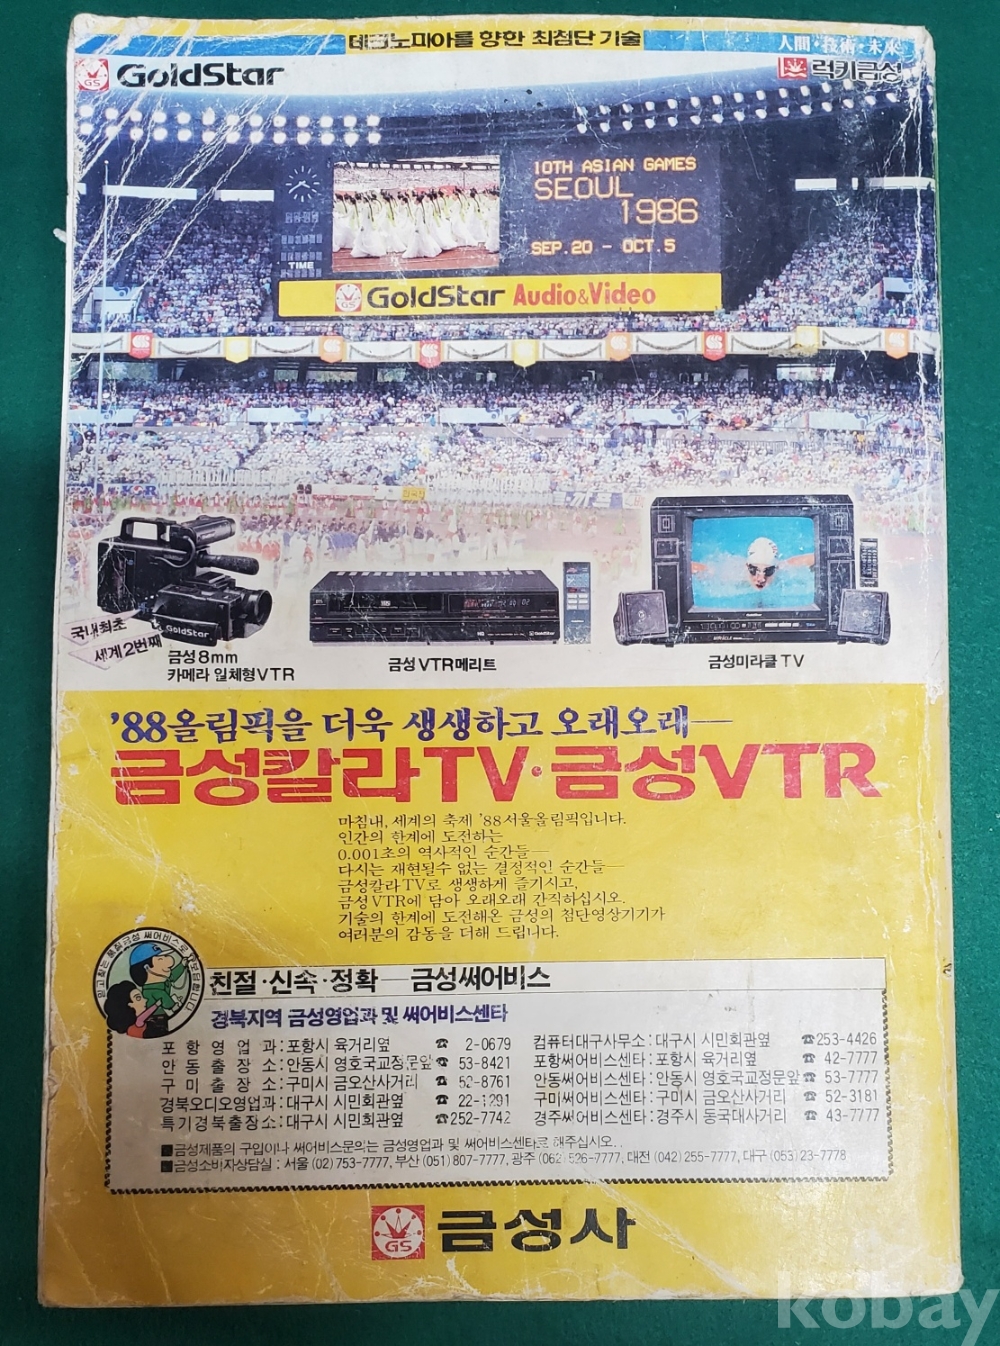 테크노피아를 향한 최첨단 기술
人間·技術·未來
GS GoldStar
럭키금성
10TH ASIAN GAMES
SEOUL
1986
SEP.20 - OCT.5
TIME
GS GoldStar Audio&Video
GoldStar
국내최초
세계2번째
금성8mm
카메라 일체형VTR
금성VTR메리트
금성미라클TV
'88올림픽을 더욱 생생하고 오래오래—
금성칼라TV·금성VTR
마침내, 세계의 축제 '88서울올림픽입니다.
인간의 한계에 도전하는
0.001초의 역사적인 순간들—
다시는 재현될수 없는 결정적인 순간들—
금성칼라TV로 생생하게 즐기시고,
금성VTR에 담아 오래오래 간직하십시오.
기술의 한계에 도전해온 금성의 첨단영상기기가
여러분의 감동을 더해 드립니다.
친절·신속·정확—금성써어비스
경북지역 금성영업과 및 써어비스센타
포항영업과:포항시 육거리옆 ☎ 2-0679
안동출장소:안동시 영호국교정문앞 ☎ 53-8421
구미출장소:구미시 금오산사거리 ☎ 52-8761
경북오디오영업과:대구시 시민회관옆 ☎ 22-1291
특기경북출장소:대구시 시민회관옆 ☎252-7742
컴퓨터대구사무소:대구시 시민회관옆 ☎253-4426
포항써어비스센타:포항시 육거리옆 ☎ 42-7777
안동써어비스센타:안동시 영호국교정문앞 ☎ 53-7777
구미써어비스센타:구미시 금오산사거리 ☎ 52-3181
경주써어비스센타:경주시 동국대사거리 ☎ 43-7777
■금성제품의 구입이나 써어비스문의는 금성영업과 및 써어비스센타로 해주십시오.
■금성소비자상담실 : 서울(02)753-7777, 부산(051)807-7777, 광주(062)526-7777, 대전(042)255-7777, 대구(053)23-7778
GS 금성사
kobay